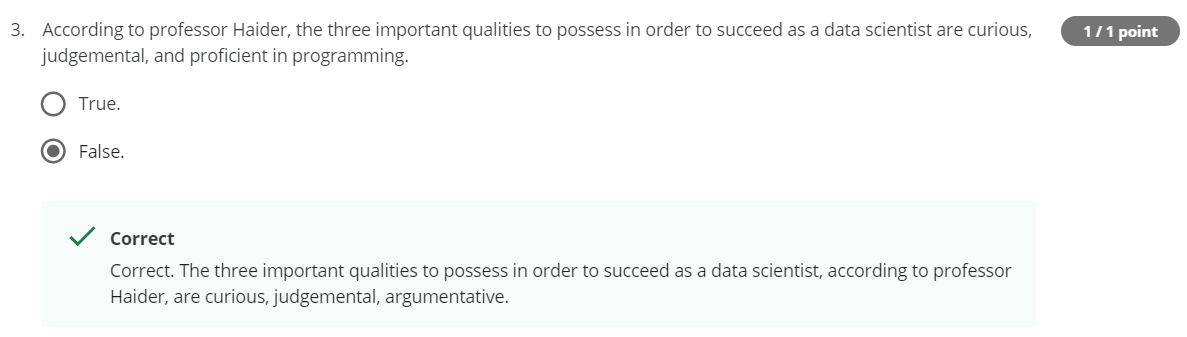 3. According to professor Haider, the three important qualities to possess in order to succeed as a data scientist are curious,
judgemental, and proficient in programming.
1 / 1 point
True.
False.
Correct
Correct. The three important qualities to possess in order to succeed as a data scientist, according to professor
Haider, are curious, judgemental, argumentative.